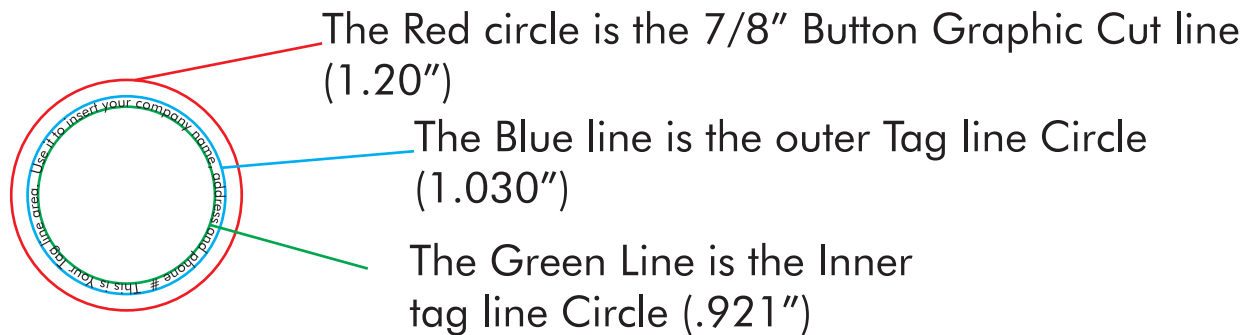 The Red circle is the 7/8” Button Graphic Cut line
(1.20”)
The Blue line is the outer Tag line Circle
(1.030”)
The Green Line is the Inner
tag line Circle (.921”)
This is Your Tag line area.  Use it to insert your company name, address and phone #